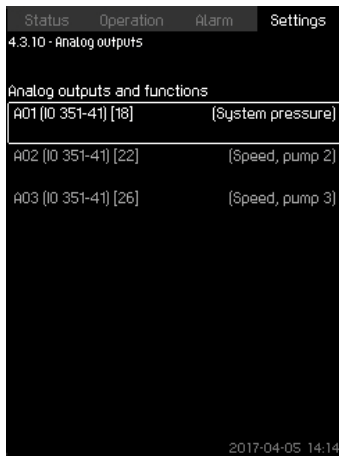 Status Operation Alarm Settings
4.3.10 - Analog outputs
Analog outputs and functions
AO1 (IO 351-41) [18] (System pressure)
AO2 (IO 351-41) [22] (Speed, pump 2)
AO3 (IO 351-41) [26] (Speed, pump 3)
2017-04-05 14:14